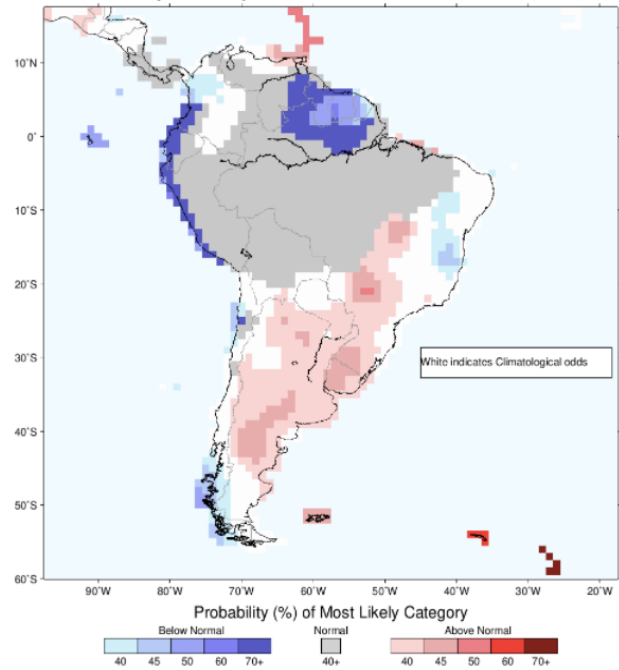 10°N
0°
10°S
20°S
White indicates Climatological odds
30°S
40°S
50°S
60°S
90°W 80°W 70°W 60°W 50°W 40°W 30°W 20°W
Probability (%) of Most Likely Category
Below Normal Normal Above Normal
40 45 50 60 70+ 40+ 40 45 50 60 70+